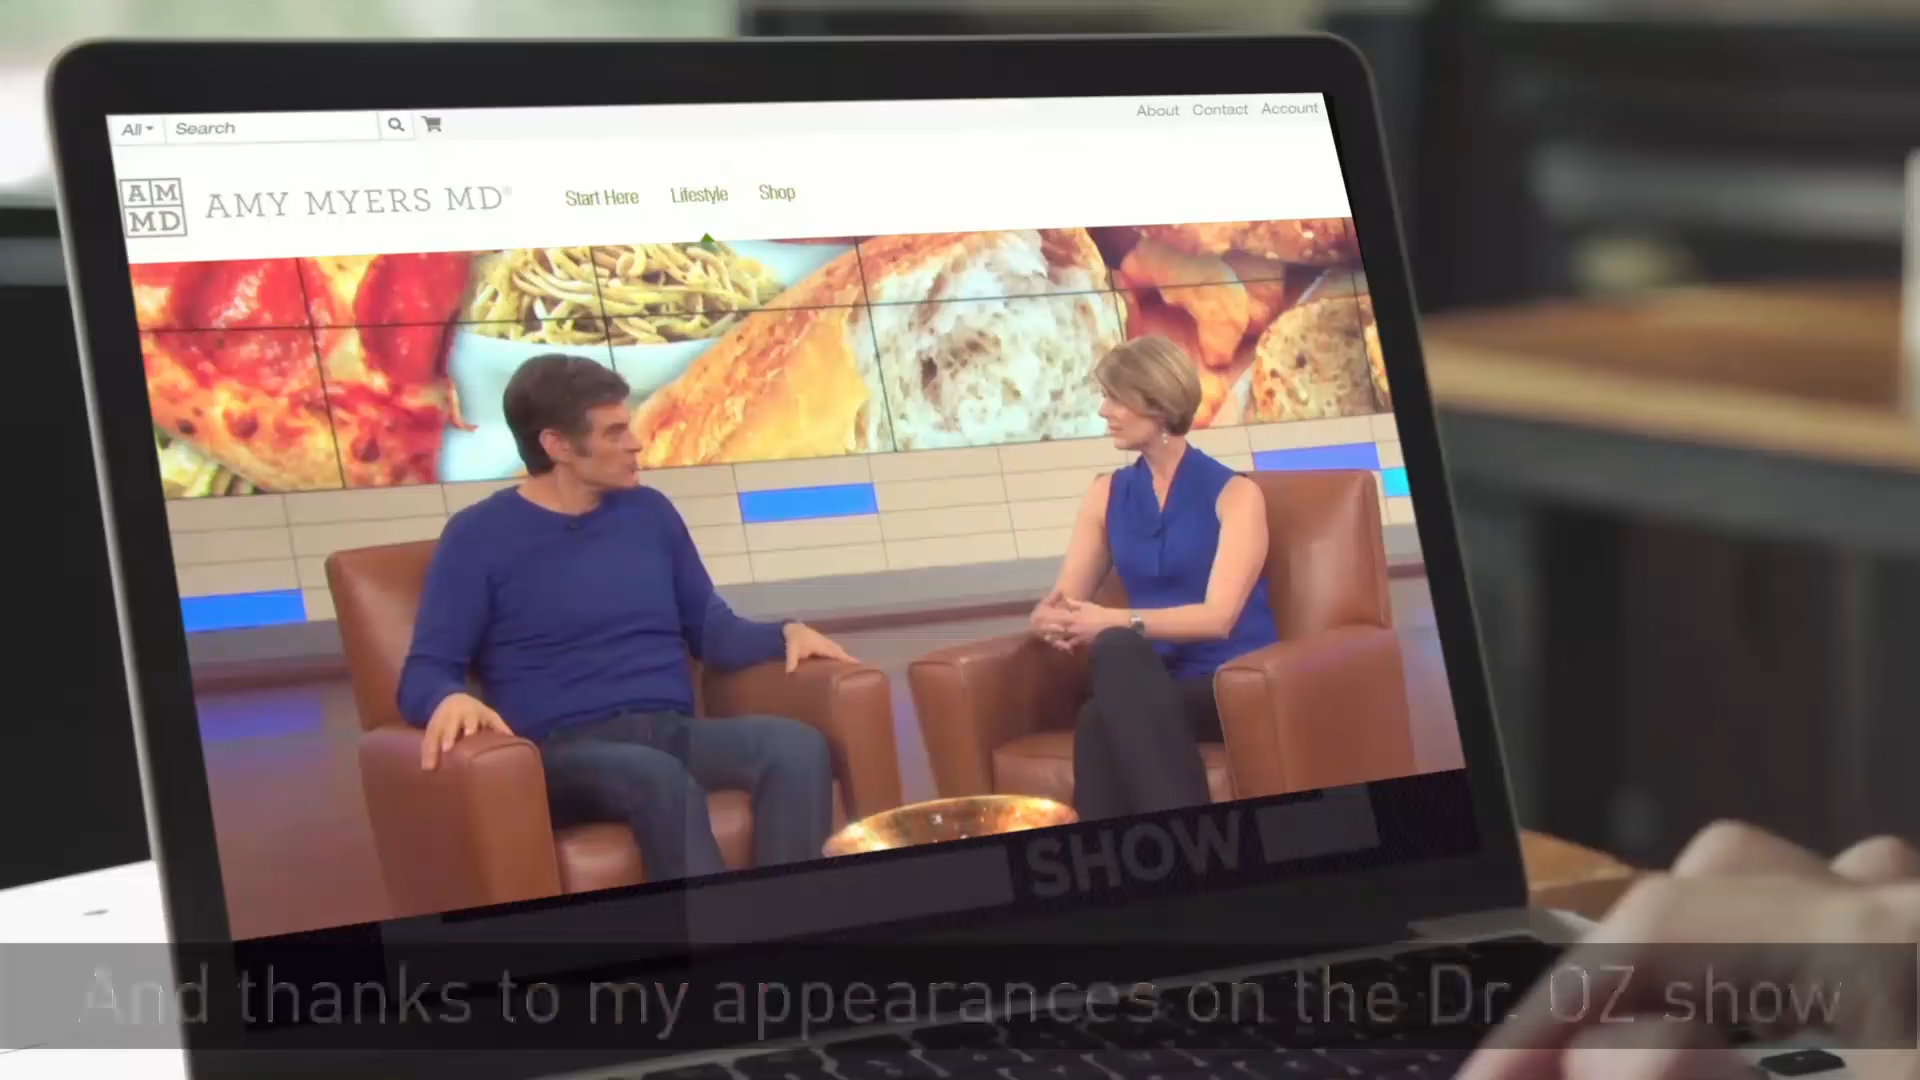 All
Search
About Contact Account
AM
MD
AMY MYERS MD®
Start Here Lifestyle Shop
SHOW
And thanks to my appearances on the Dr. OZ show